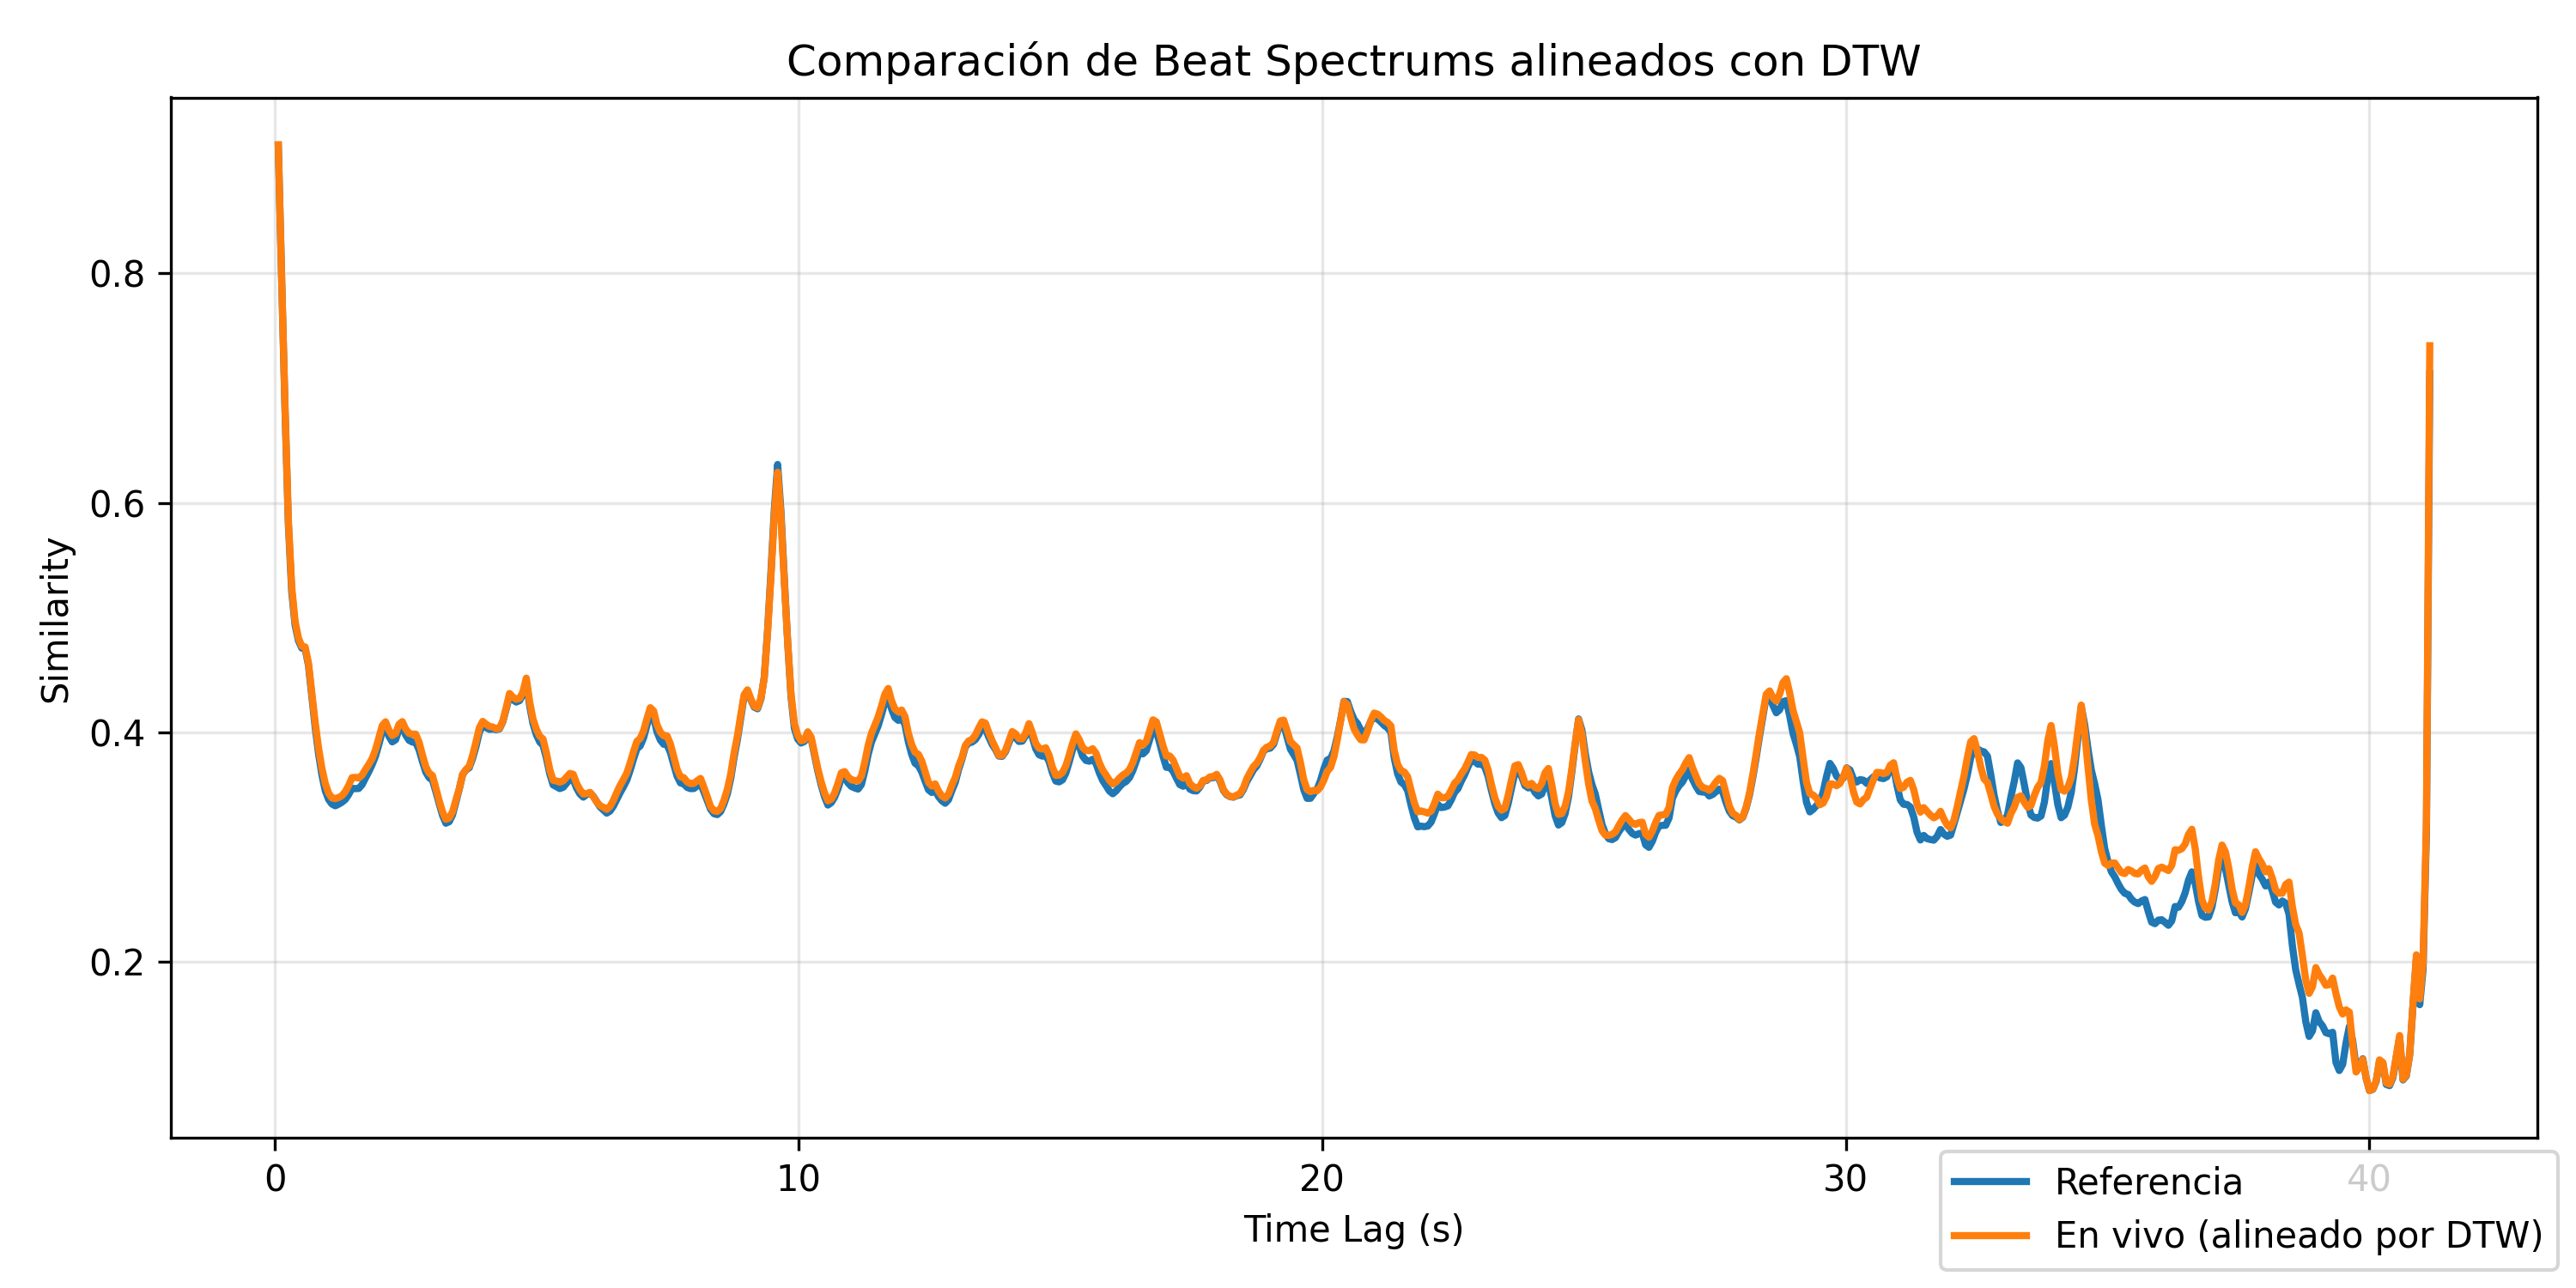 Comparación de Beat Spectrums alineados con DTW
Similarity
0.8
0.6
0.4
0.2
0 10 20 30 40
Time Lag (s)
Referencia
En vivo (alineado por DTW)